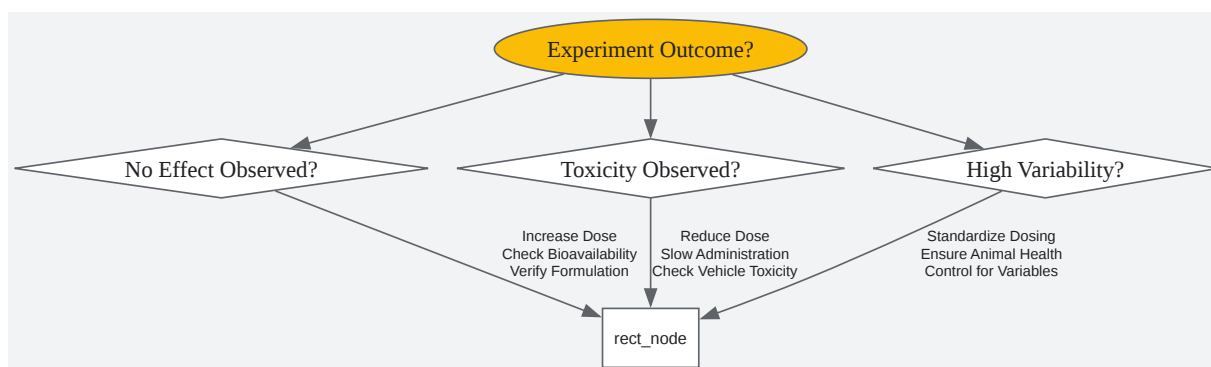 Experiment Outcome?
No Effect Observed?
Toxicity Observed?
High Variability?
Increase Dose
Check Bioavailability
Verify Formulation
Reduce Dose
Slow Administration
Check Vehicle Toxicity
Standardize Dosing
Ensure Animal Health
Control for Variables
rect_node